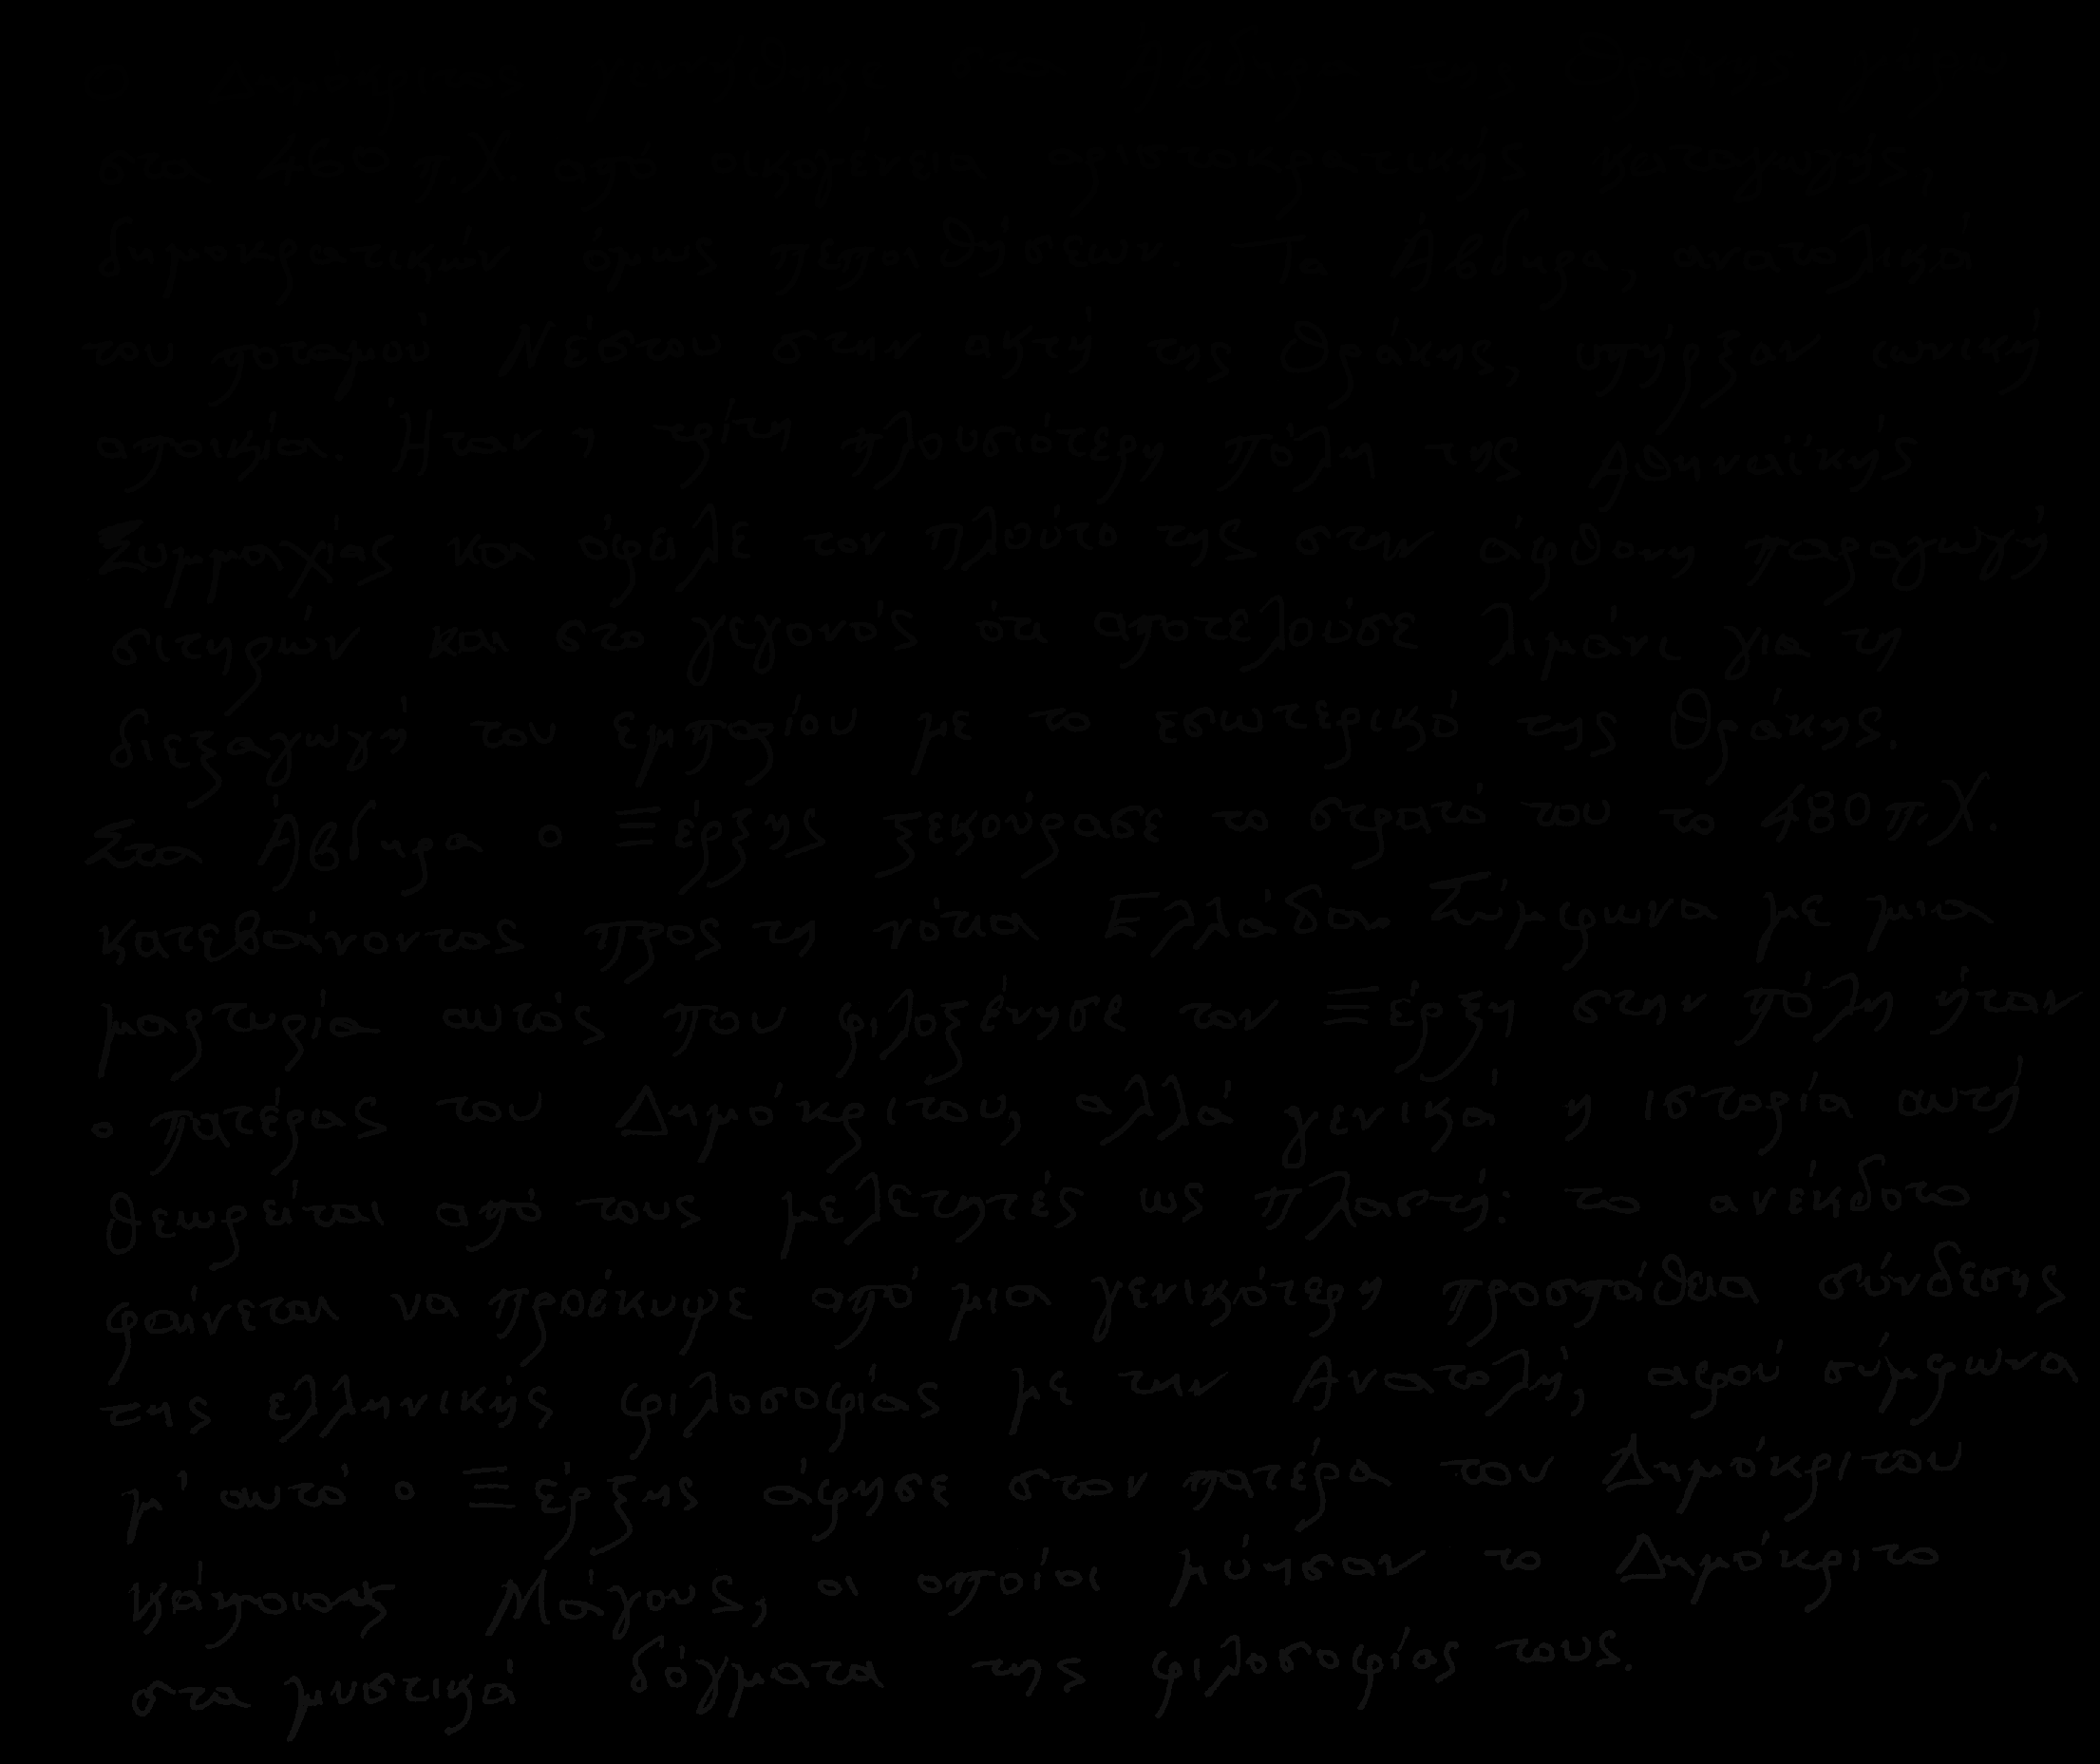 στα 460 π.Χ. από οικογένεια αριστοκρατικής καταγωγής,
δημοκρατικών όμως πεποιθήσεων. Τα Άβδηρα, ανατολικά
του ποταμού Νέστου στην ακτή της Θράκης, υπήρξαν ιωνική
αποικία. Ήταν η τρίτη πλουσιότερη πόλη της Αθηναϊκής
Συμμαχίας και όφειλε τον πλούτο της στην άφθονη παραγωγή
σιτηρών και στο γεγονός ότι αποτελούσε λιμάνι για τη
διεξαγωγή του εμπορίου με το εσωτερικό της Θράκης.
Στα Άβδηρα ο Ξέρξης ξεκούρασε το στρατό του το 480 π.Χ.
κατεβαίνοντας προς τη νότια Ελλάδα. Σύμφωνα με μια
μαρτυρία αυτός που φιλοξένησε τον Ξέρξη στην πόλη ήταν
ο πατέρας του Δημόκριτου, αλλά γενικά η ιστορία αυτή
θεωρείται από τους μελετητές ως πλαστή: το ανέκδοτο
φαίνεται να προέκυψε από μια γενικότερη προσπάθεια σύνδεσης
της ελληνικής φιλοσοφίας με την Ανατολή, αφού σύμφωνα
μ' αυτό ο Ξέρξης άφησε στον πατέρα του Δημόκριτου
κάποιους Μάγους, οι οποίοι μύησαν το Δημόκριτο
στα μυστικά δόγματα της φιλοσοφίας τους.